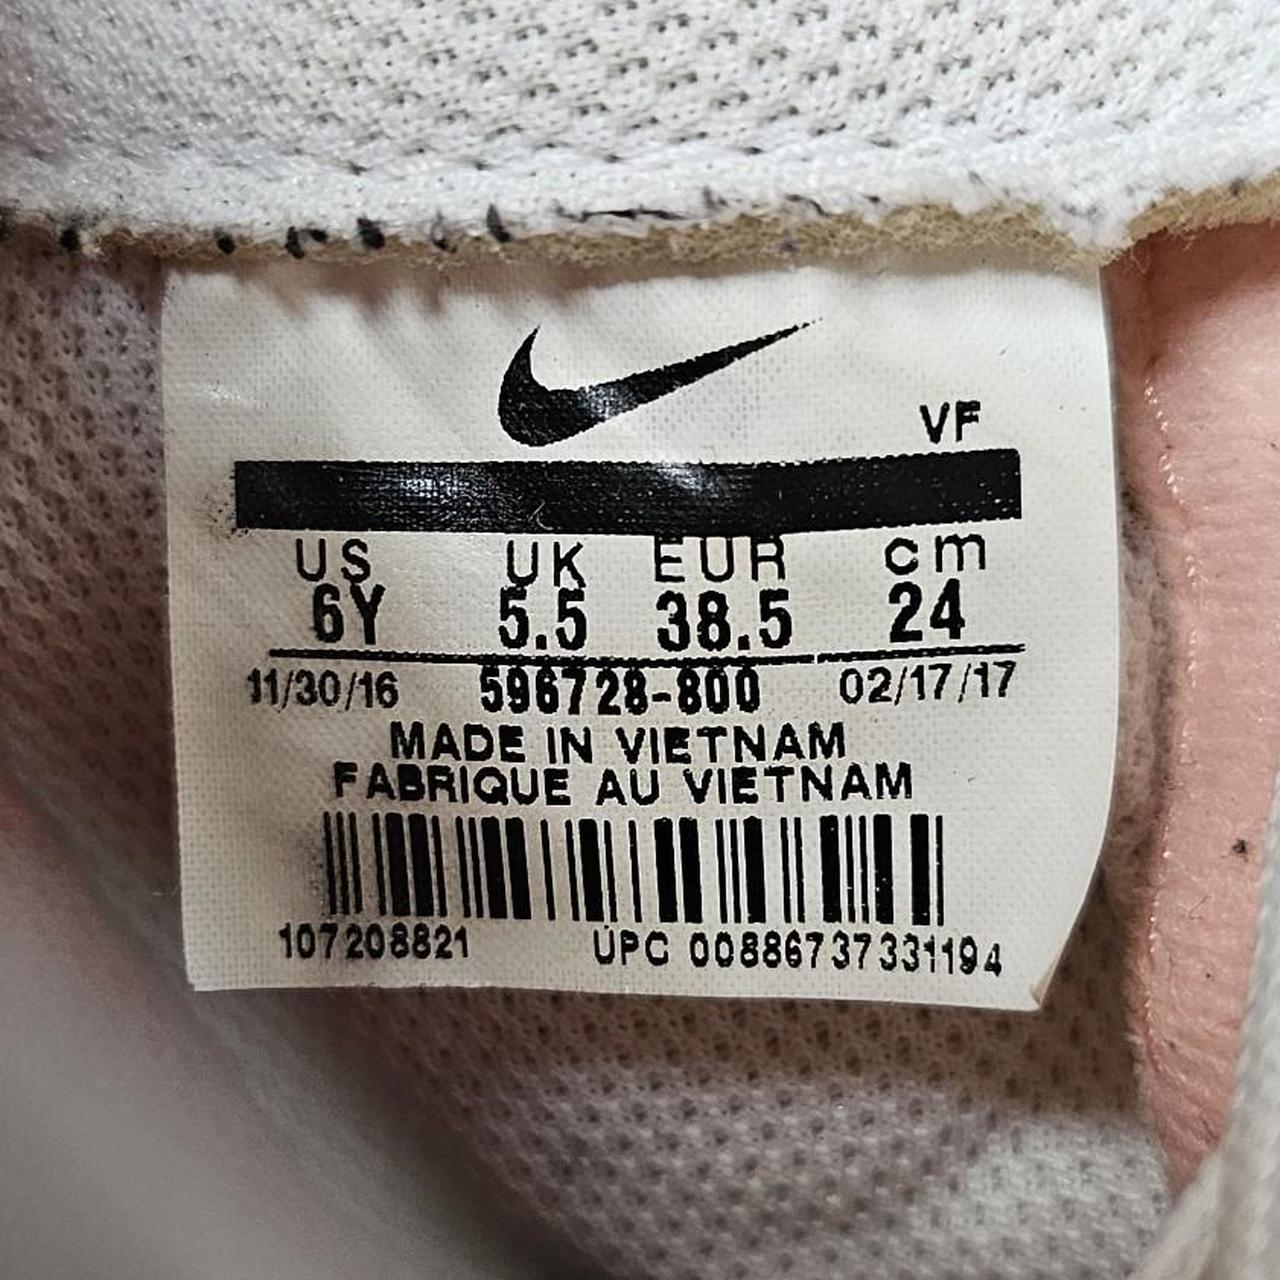 VF
US UK EUR cm
6Y 5.5 38.5 24
11/30/16 596728-800 02/17/17
MADE IN VIETNAM
FABRIQUE AU VIETNAM
107208821 UPC 00886737331194